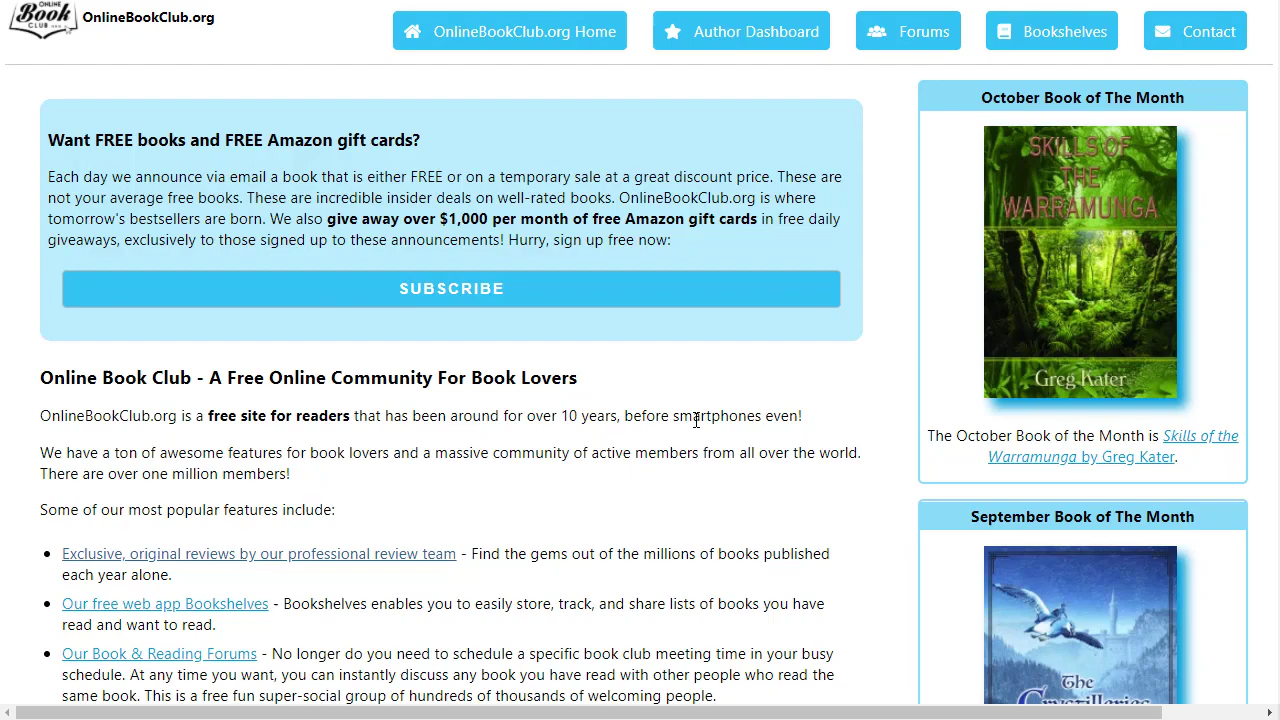 ONLINE
Book
CLUB
OnlineBookClub.org
OnlineBookClub.org Home
Author Dashboard
Forums
Bookshelves
Contact
Want FREE books and FREE Amazon gift cards?
Each day we announce via email a book that is either FREE or on a temporary sale at a great discount price. These are
not your average free books. These are incredible insider deals on well-rated books. OnlineBookClub.org is where
tomorrow's bestsellers are born. We also give away over $1,000 per month of free Amazon gift cards in free daily
giveaways, exclusively to those signed up to these announcements! Hurry, sign up free now:
SUBSCRIBE
Online Book Club - A Free Online Community For Book Lovers
OnlineBookClub.org is a free site for readers that has been around for over 10 years, before smartphones even!
We have a ton of awesome features for book lovers and a massive community of active members from all over the world.
There are over one million members!
Some of our most popular features include:
Exclusive, original reviews by our professional review team - Find the gems out of the millions of books published
each year alone.
Our free web app Bookshelves - Bookshelves enables you to easily store, track, and share lists of books you have
read and want to read.
Our Book & Reading Forums - No longer do you need to schedule a specific book club meeting time in your busy
schedule. At any time you want, you can instantly discuss any book you have read with other people who read the
same book. This is a free fun super-social group of hundreds of thousands of welcoming people.
October Book of The Month
SKILLS OF
THE
WARRAMUNGA
Greg Kater
The October Book of the Month is Skills of the
Warramunga by Greg Kater.
September Book of The Month
The
Crystilleries